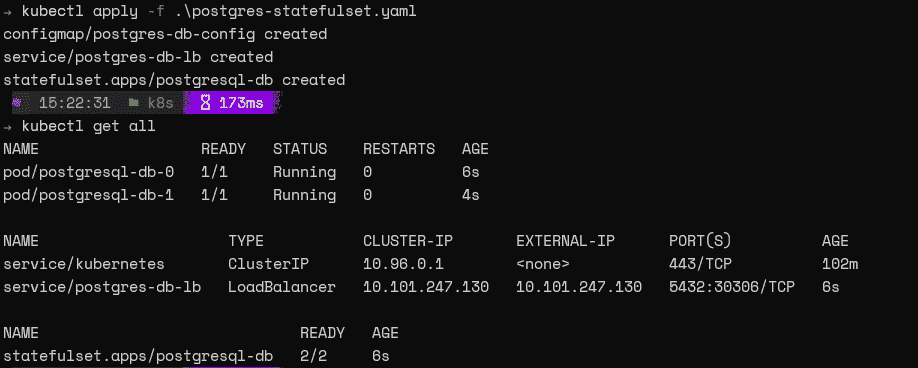 → kubectl apply -f .\postgres-statefulset.yaml
configmap/postgres-db-config created
service/postgres-db-lb created
statefulset.apps/postgresql-db created
15:22:31 k8s 173ms
→ kubectl get all
NAME READY STATUS RESTARTS AGE
pod/postgresql-db-0 1/1 Running 0 6s
pod/postgresql-db-1 1/1 Running 0 4s
NAME TYPE CLUSTER-IP EXTERNAL-IP PORT(S) AGE
service/kubernetes ClusterIP 10.96.0.1 <none> 443/TCP 102m
service/postgres-db-lb LoadBalancer 10.101.247.130 10.101.247.130 5432:30306/TCP 6s
NAME READY AGE
statefulset.apps/postgresql-db 2/2 6s